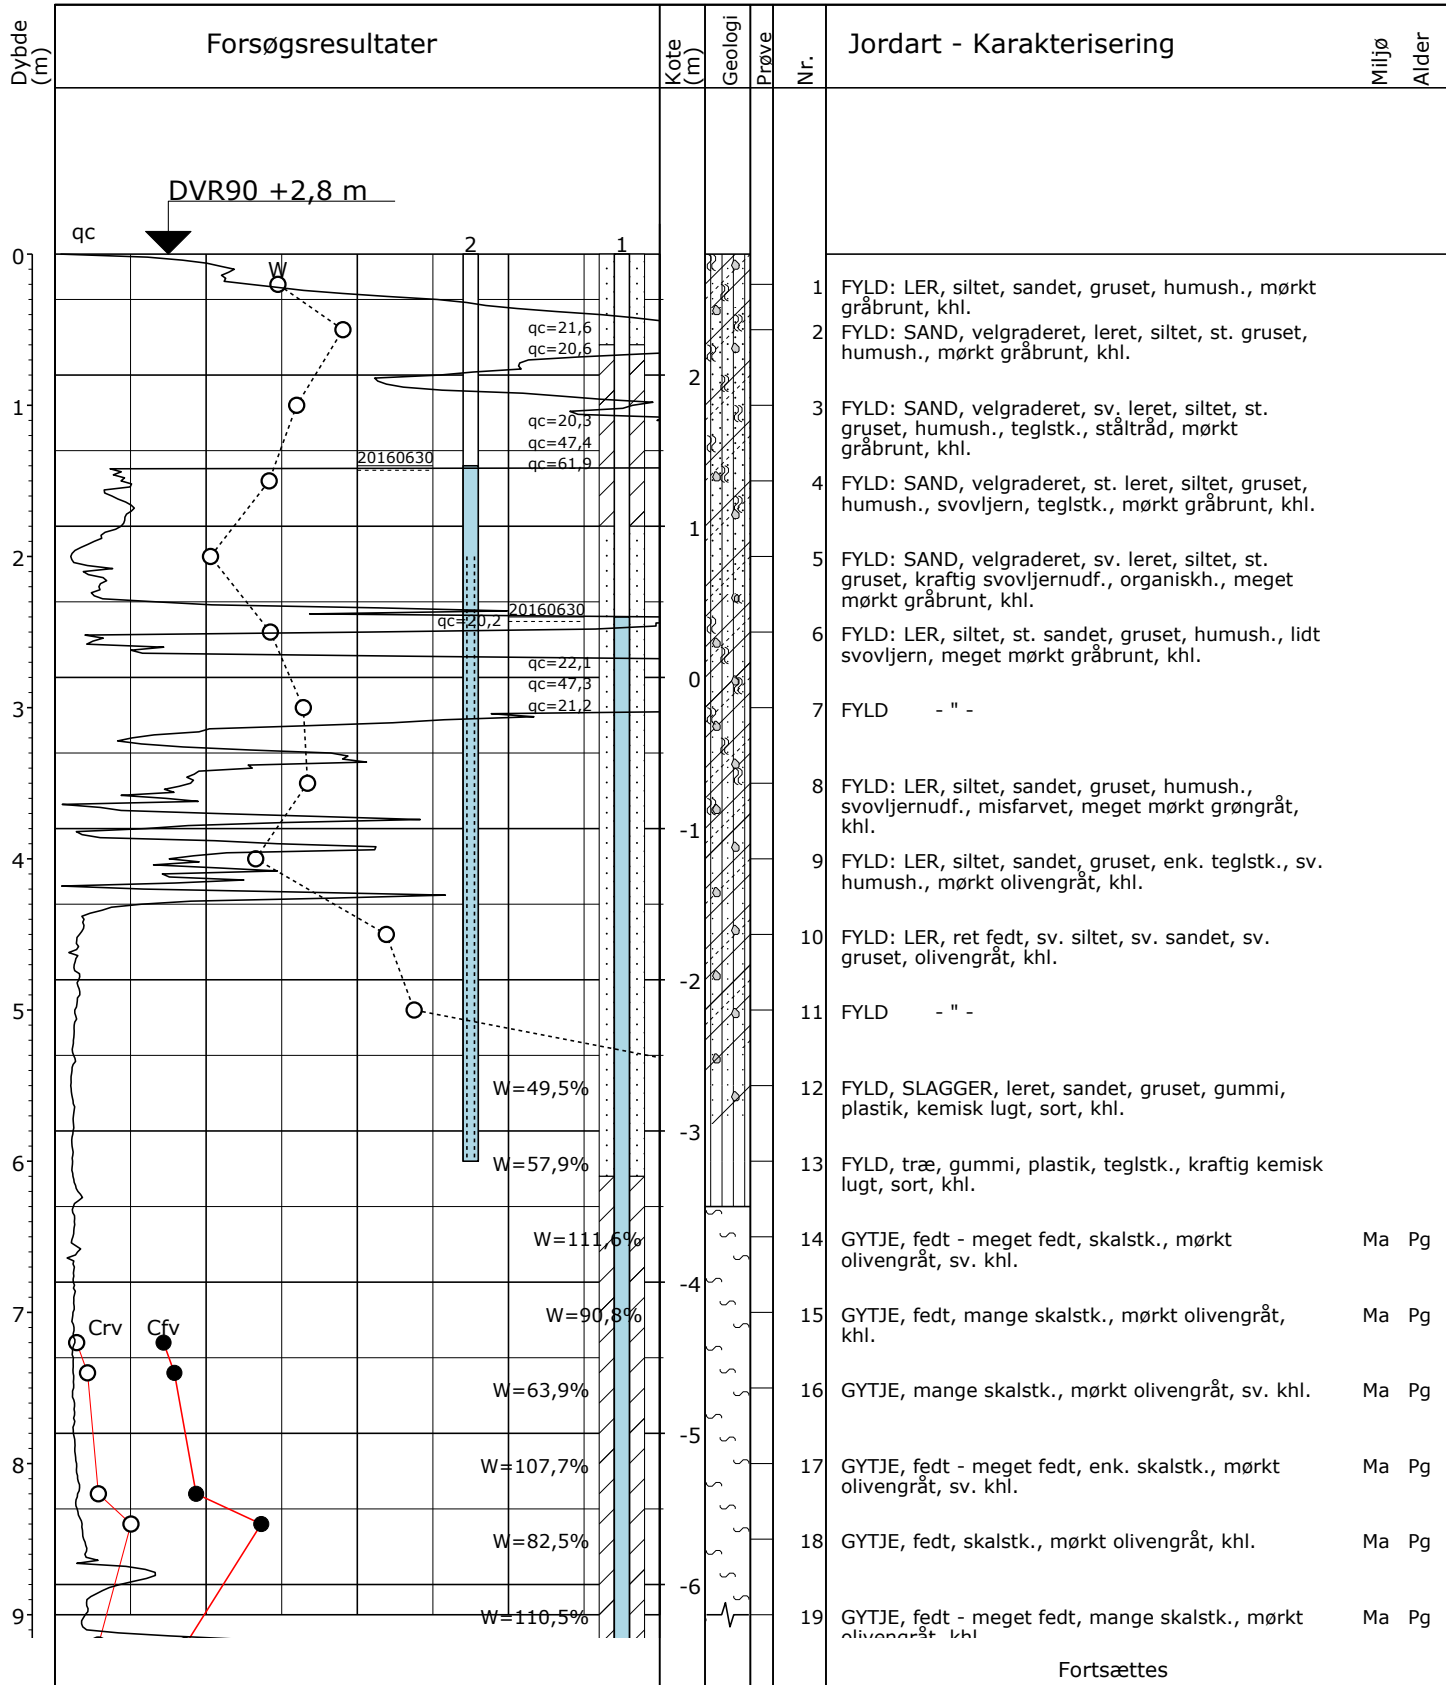 Dybde (m)
Forsøgsresultater
Kote (m)
Geologi
Prøve
Nr.
Jordart - Karakterisering
Miljø
Alder
DVR90 +2,8 m
qc
2
1
0
W
1 FYLD: LER, siltet, sandet, gruset, humush., mørkt
gråbrunt, khl.
qc=21,6
2 FYLD: SAND, velgraderet, leret, siltet, st. gruset,
qc=20,6
humush., mørkt gråbrunt, khl.
2
1
3 FYLD: SAND, velgraderet, sv. leret, siltet, st.
qc=20,3
gruset, humush., teglstk., ståltråd, mørkt
qc=47,4
gråbrunt, khl.
20160630
qc=61,9
4 FYLD: SAND, velgraderet, st. leret, siltet, gruset,
humush., svovljern, teglstk., mørkt gråbrunt, khl.
1
2
5 FYLD: SAND, velgraderet, sv. leret, siltet, st.
gruset, kraftig svovljernudf., organiskh., meget
mørkt gråbrunt, khl.
20160630
qc=20,2
6 FYLD: LER, siltet, st. sandet, gruset, humush., lidt
svovljern, meget mørkt gråbrunt, khl.
qc=22,1
0
qc=47,3
qc=21,2
3
7 FYLD - " -
8 FYLD: LER, siltet, sandet, gruset, humush.,
svovljernudf., misfarvet, meget mørkt grøngråt,
khl.
-1
4
9 FYLD: LER, siltet, sandet, gruset, enk. teglstk., sv.
humush., mørkt olivengråt, khl.
10 FYLD: LER, ret fedt, sv. siltet, sv. sandet, sv.
gruset, olivengråt, khl.
-2
5
11 FYLD - " -
W=49,5%
12 FYLD, SLAGGER, leret, sandet, gruset, gummi,
plastik, kemisk lugt, sort, khl.
-3
6
W=57,9%
13 FYLD, træ, gummi, plastik, teglstk., kraftig kemisk
lugt, sort, khl.
W=111,6%
14 GYTJE, fedt - meget fedt, skalstk., mørkt Ma Pg
olivengråt, sv. khl.
-4
7
W=90,8%
15 GYTJE, fedt, mange skalstk., mørkt olivengråt, Ma Pg
khl.
Crv Cfv
W=63,9%
16 GYTJE, mange skalstk., mørkt olivengråt, sv. khl. Ma Pg
-5
8
W=107,7%
17 GYTJE, fedt - meget fedt, enk. skalstk., mørkt Ma Pg
olivengråt, sv. khl.
W=82,5%
18 GYTJE, fedt, skalstk., mørkt olivengråt, khl. Ma Pg
-6
9
W=110,5%
19 GYTJE, fedt - meget fedt, mange skalstk., mørkt Ma Pg
olivengråt, khl.
Fortsættes